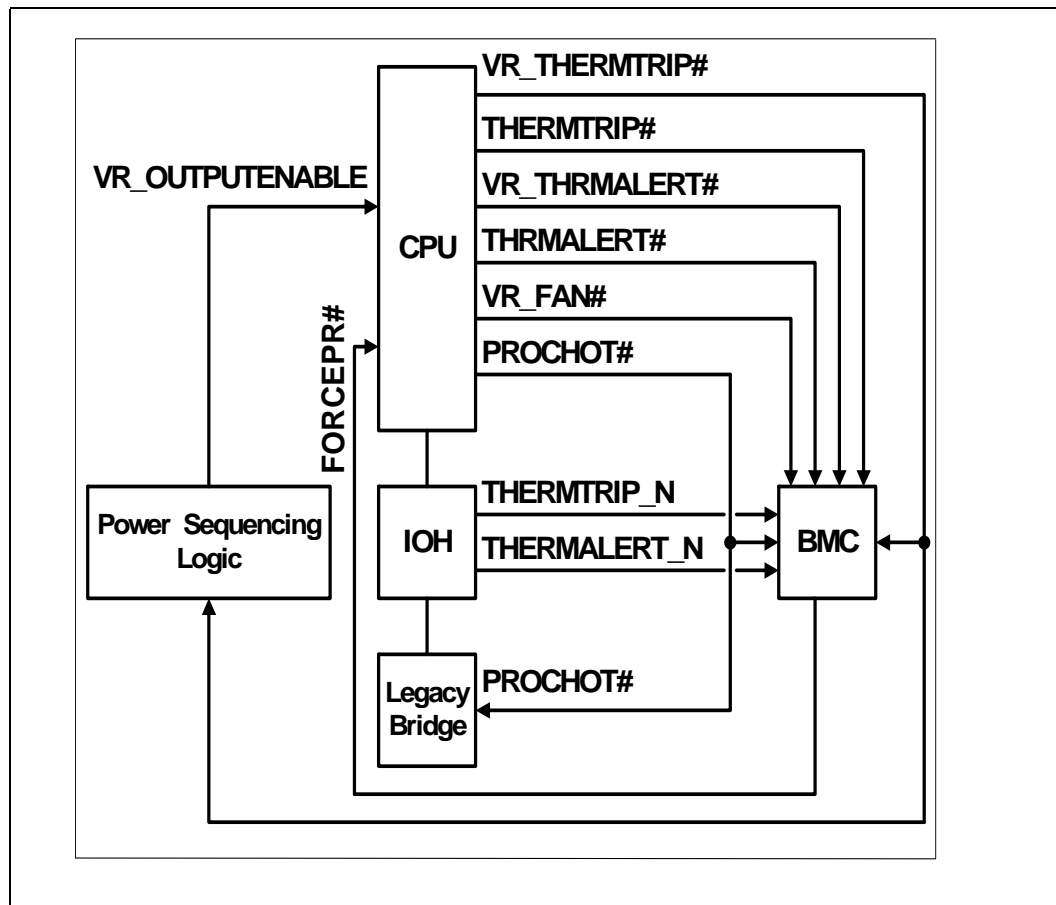 VR_THERMTRIP#
THERMTRIP#
VR_OUTPUTENABLE
VR_THRMALERT#
CPU
THRMALERT#
VR_FAN#
FORCEPR#
PROCHOT#
THERMTRIP_N
Power Sequencing
Logic
IOH
BMC
THERMALERT_N
Legacy
Bridge
PROCHOT#